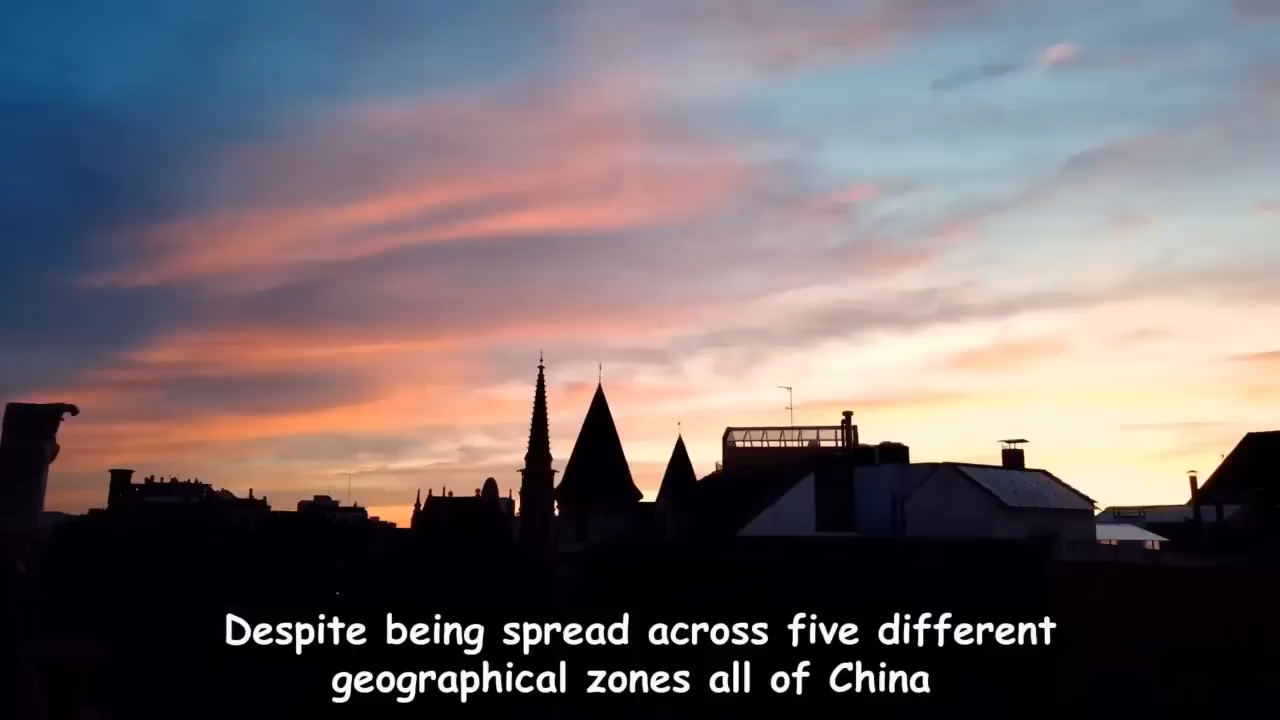 Despite being spread across five different
geographical zones all of China